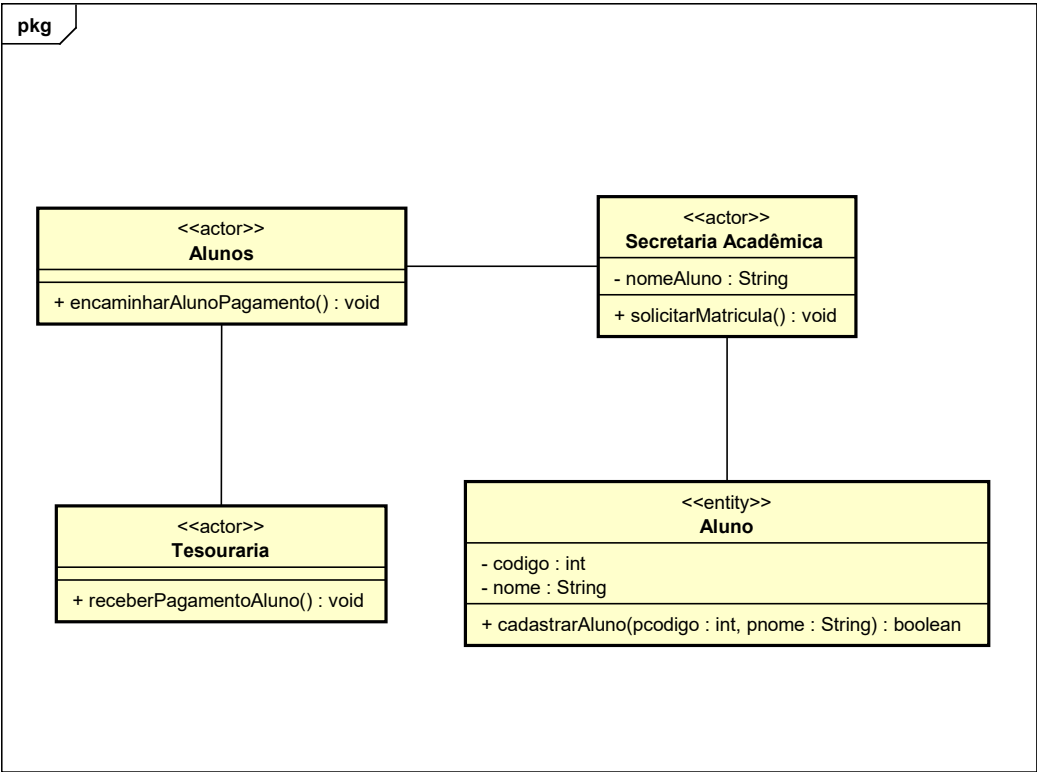 pkg
<<actor>>
Alunos
+ encaminharAlunoPagamento() : void
<<actor>>
Secretaria Acadêmica
- nomeAluno : String
+ solicitarMatricula() : void
<<actor>>
Tesouraria
+ receberPagamentoAluno() : void
<<entity>>
Aluno
- codigo : int
- nome : String
+ cadastrarAluno(pcodigo : int, pnome : String) : boolean